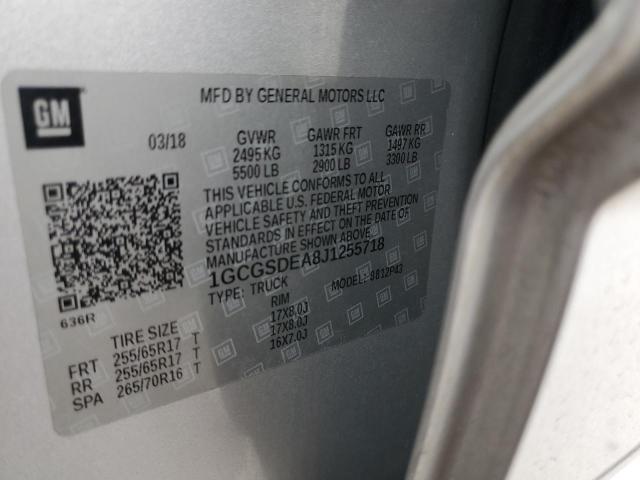 MFD BY GENERAL MOTORS LLC
GM
03/18 GVWR GAWR FRT GAWR RR
2495 KG 1315 KG 1497 KG
5500 LB 2900 LB 3300 LB
THIS VEHICLE CONFORMS TO ALL
APPLICABLE U.S. FEDERAL MOTOR
VEHICLE SAFETY AND THEFT PREVENTION
STANDARDS IN EFFECT ON THE DATE OF
MANUFACTURE SHOWN ABOVE.
1GCGSDEA8J1255718
TYPE: TRUCK MODEL:
636R
TIRE SIZE RIM
FRT 255/65R17 T 17X8.0J
RR 255/65R17 T 17X8.0J
SPA 265/70R16 T 16X7.0J